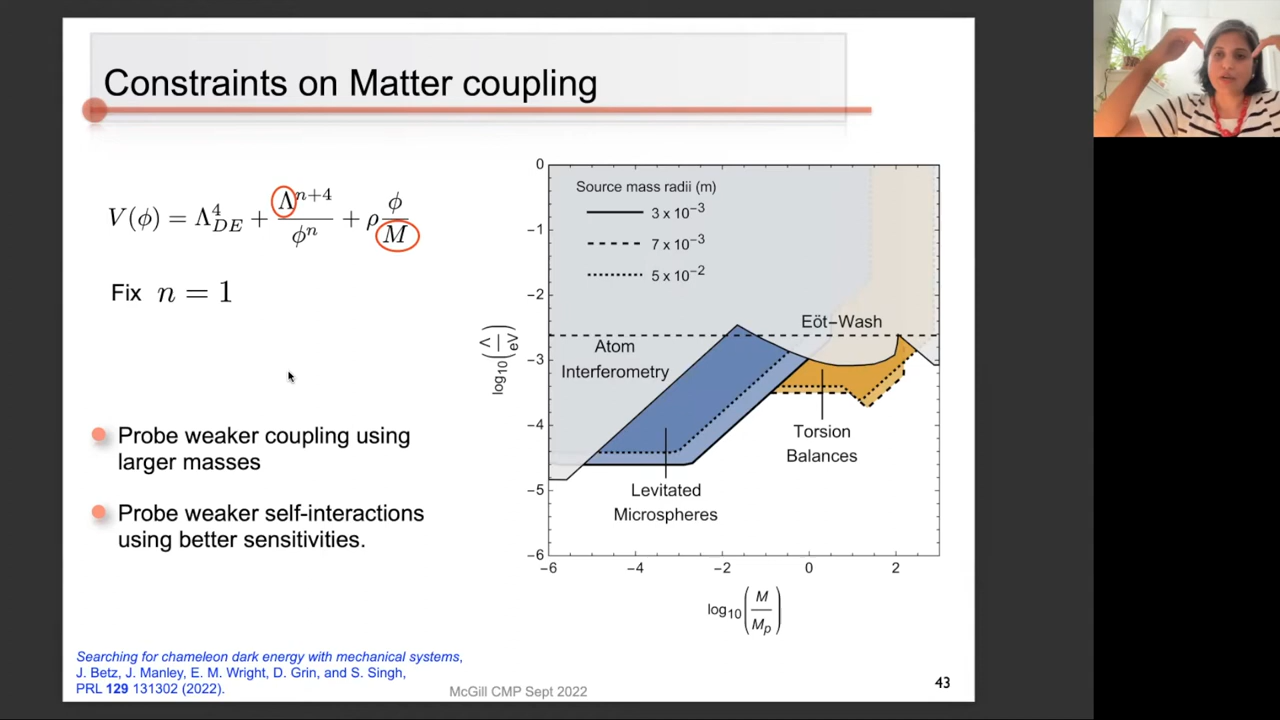 Constraints on Matter coupling
V(ϕ) = Λ⁴_DE + Λⁿ⁺⁴/ϕⁿ + ρ ϕ/M
Fix n = 1
Probe weaker coupling using
larger masses
Probe weaker self-interactions
using better sensitivities.
Source mass radii (m)
3 x 10⁻³
7 x 10⁻³
5 x 10⁻²
Eöt–Wash
Atom
Interferometry
Torsion
Balances
Levitated
Microspheres
0
−1
−2
−3
−4
−5
−6
log₁₀(Λ/eV)
−6 −4 −2 0 2
log₁₀(M/Mₚ)
Searching for chameleon dark energy with mechanical systems,
J. Betz, J. Manley, E. M. Wright, D. Grin, and S. Singh,
PRL 129 131302 (2022).
McGill CMP Sept 2022
43